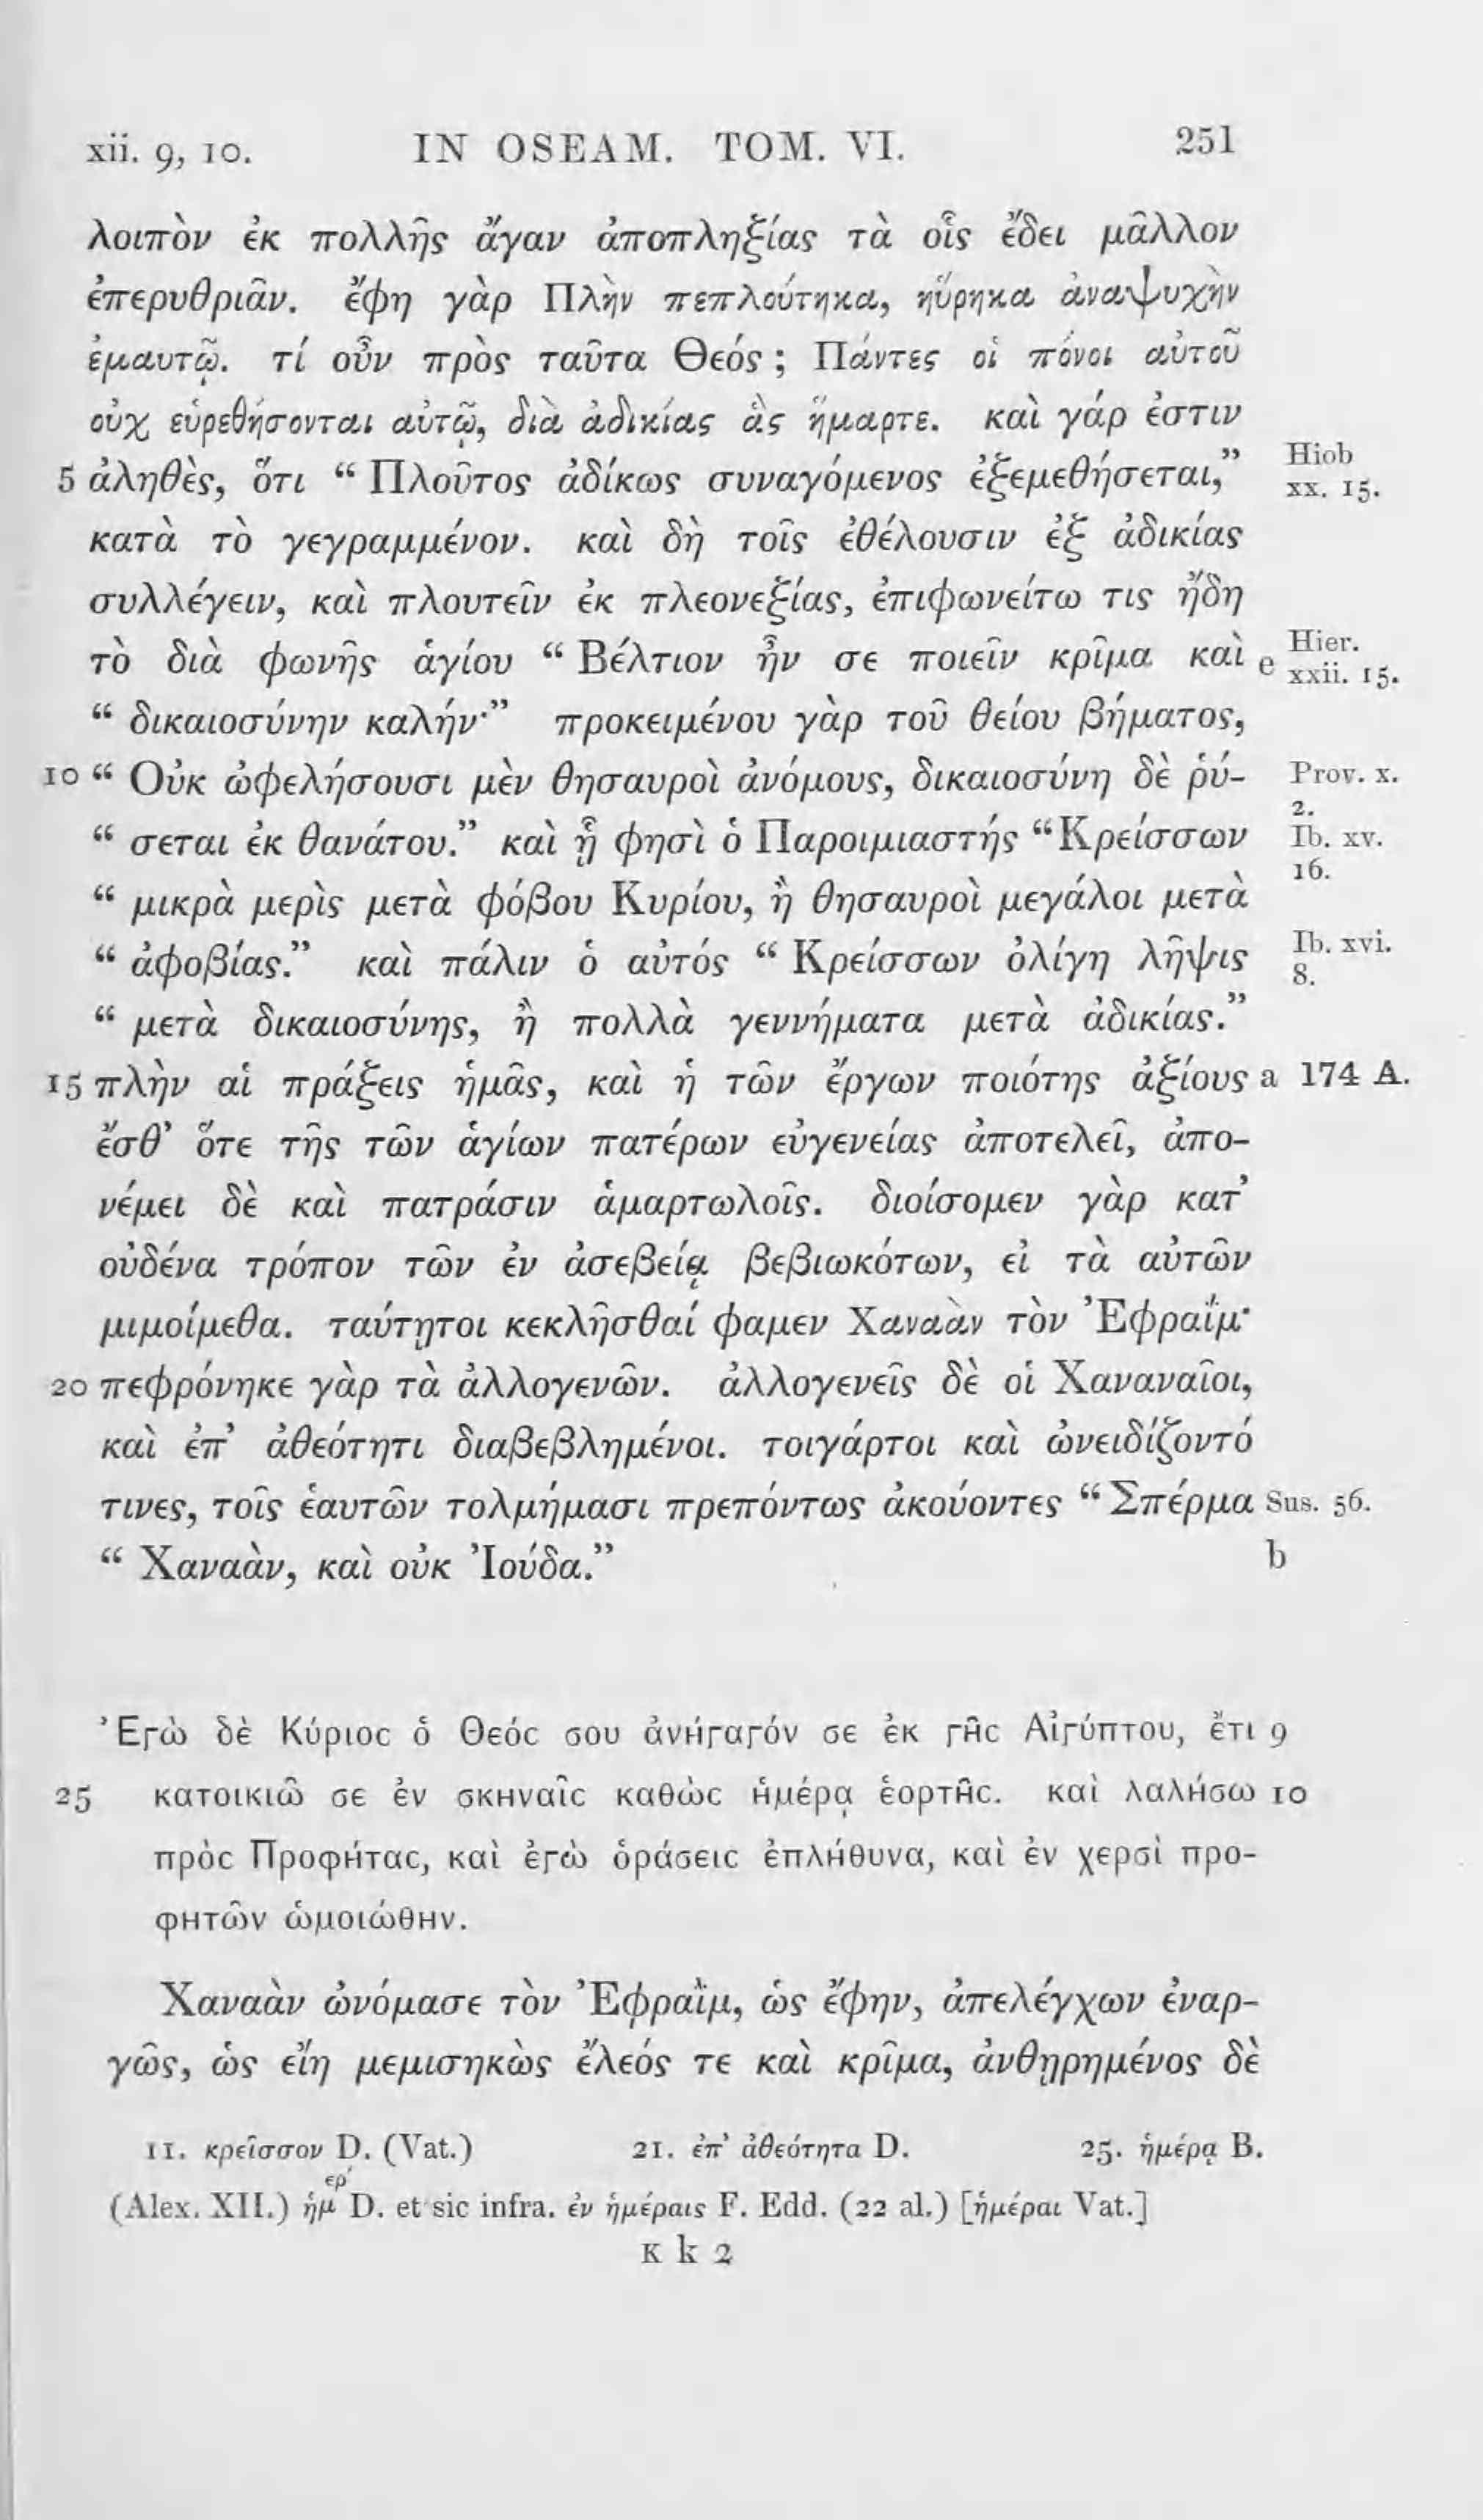 xii. 9, 10. IN OSEAM. TOM. VI. 251
λοιπὸν ἐκ πολλῆς ἄγαν ἀποπληξίας τὰ οἷς ἔδει μᾶλλον
ἐπερυθριᾶν. ἔφη γὰρ Πλὴν πεπλούτηκα, ηὕρηκα ἀναψυχὴν
ἐμαυτῷ. τί οὖν πρὸς ταῦτα Θεός; Πάντες οἱ πόνοι αὐτοῦ
οὐχ εὑρεθήσονται αὐτῷ, διὰ ἀδικίας ἃς ἥμαρτε. καὶ γάρ ἐστιν
5 ἀληθὲς, ὅτι “ Πλοῦτος ἀδίκως συναγόμενος ἐξεμεθήσεται,” Hiob xx. 15.
κατὰ τὸ γεγραμμένον. καὶ δὴ τοῖς ἐθέλουσιν ἐξ ἀδικίας
συλλέγειν, καὶ πλουτεῖν ἐκ πλεονεξίας, ἐπιφωνείτω τις ἤδη
τὸ διὰ φωνῆς ἁγίου “ Βέλτιον ἦν σε ποιεῖν κρῖμα καὶ e Hier. xxii. 15.
“ δικαιοσύνην καλήν·” προκειμένου γὰρ τοῦ θείου βήματος,
10 “ Οὐκ ὠφελήσουσι μὲν θησαυροὶ ἀνόμους, δικαιοσύνη δὲ ῥύ- Prov. x. 2.
“ σεται ἐκ θανάτου.” καὶ ᾗ φησὶ ὁ Παροιμιαστής “ Κρείσσων Ib. xv. 16.
“ μικρὰ μερὶς μετὰ φόβου Κυρίου, ἢ θησαυροὶ μεγάλοι μετὰ
“ ἀφοβίας.” καὶ πάλιν ὁ αὐτός “ Κρείσσων ὀλίγη λῆψις Ib. xvi. 8.
“ μετὰ δικαιοσύνης, ἢ πολλὰ γεννήματα μετὰ ἀδικίας.”
15 πλὴν αἱ πράξεις ἡμᾶς, καὶ ἡ τῶν ἔργων ποιότης ἀξίους a 174 A.
ἔσθ’ ὅτε τῆς τῶν ἁγίων πατέρων εὐγενείας ἀποτελεῖ, ἀπο-
νέμει δὲ καὶ πατράσιν ἁμαρτωλοῖς. διοίσομεν γὰρ κατ’
οὐδένα τρόπον τῶν ἐν ἀσεβείᾳ βεβιωκότων, εἰ τὰ αὐτῶν
μιμοίμεθα. ταύτῃτοι κεκλῆσθαί φαμεν Χαναὰν τὸν Ἐφραΐμ·
20 πεφρόνηκε γὰρ τὰ ἀλλογενῶν. ἀλλογενεῖς δὲ οἱ Χαναναῖοι,
καὶ ἐπ’ ἀθεότητι διαβεβλημένοι. τοιγάρτοι καὶ ὠνειδίζοντό
τινες, τοῖς ἑαυτῶν τολμήμασι πρεπόντως ἀκούοντες “ Σπέρμα Sus. 56.
“ Χαναὰν, καὶ οὐκ Ἰούδα.” b
Ἐγὼ δὲ Κύριος ὁ Θεός σου ἀνήγαγόν σε ἐκ γῆς Αἰγύπτου, ἔτι 9
25 κατοικιῶ σε ἐν σκηναῖς καθὼς ἡμέρᾳ ἑορτῆς. καὶ λαλήσω 10
πρὸς Προφήτας, καὶ ἐγὼ ὁράσεις ἐπλήθυνα, καὶ ἐν χερσὶ προ-
φητῶν ὡμοιώθην.
Χαναὰν ὠνόμασε τὸν Ἐφραῒμ, ὡς ἔφην, ἀπελέγχων ἐναρ-
γῶς, ὡς εἴη μεμισηκὼς ἔλεός τε καὶ κρῖμα, ἀνθῃρημένος δὲ
11. κρεῖσσον D. (Vat.) 21. ἐπ’ ἀθεότητα D. 25. ἡμέρᾳ B.
(Alex. XII.) ἡμ ερ D. et sic infra. ἐν ἡμέραις F. Edd. (22 al.) [ἡμέραι Vat.]
K k 2